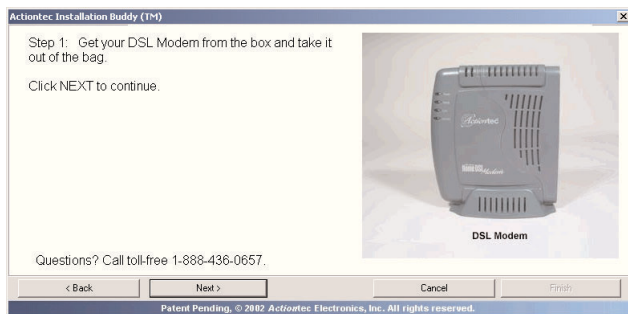 Actiontec Installation Buddy (TM)
Step 1: Get your DSL Modem from the box and take it
out of the bag.
Click NEXT to continue.
Actiontec
DSL Modem
Questions? Call toll-free 1-888-436-0657.
< Back
Next >
Cancel
Finish
Patent Pending, © 2002 Actiontec Electronics, Inc. All rights reserved.